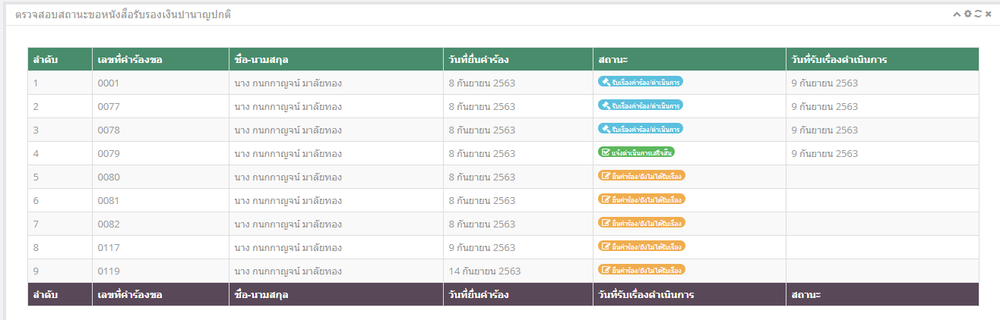 ตรวจสอบสถานะขอหนังสือรับรองเงินบำนาญปกติ
ลำดับ เลขที่คำร้องขอ ชื่อ-นามสกุล วันที่ยื่นคำร้อง สถานะ วันที่รับเรื่องดำเนินการ
1 0001 นาง กนกกาญจน์ มาลัยทอง 8 กันยายน 2563 รับเรื่องคำร้อง/ดำเนินการ 9 กันยายน 2563
2 0077 นาง กนกกาญจน์ มาลัยทอง 8 กันยายน 2563 รับเรื่องคำร้อง/ดำเนินการ 9 กันยายน 2563
3 0078 นาง กนกกาญจน์ มาลัยทอง 8 กันยายน 2563 รับเรื่องคำร้อง/ดำเนินการ 9 กันยายน 2563
4 0079 นาง กนกกาญจน์ มาลัยทอง 8 กันยายน 2563 แจ้งดำเนินการเสร็จสิ้น 9 กันยายน 2563
5 0080 นาง กนกกาญจน์ มาลัยทอง 8 กันยายน 2563 ยื่นคำร้อง/ยังไม่ได้รับเรื่อง
6 0081 นาง กนกกาญจน์ มาลัยทอง 8 กันยายน 2563 ยื่นคำร้อง/ยังไม่ได้รับเรื่อง
7 0082 นาง กนกกาญจน์ มาลัยทอง 8 กันยายน 2563 ยื่นคำร้อง/ยังไม่ได้รับเรื่อง
8 0117 นาง กนกกาญจน์ มาลัยทอง 9 กันยายน 2563 ยื่นคำร้อง/ยังไม่ได้รับเรื่อง
9 0119 นาง กนกกาญจน์ มาลัยทอง 14 กันยายน 2563 ยื่นคำร้อง/ยังไม่ได้รับเรื่อง
ลำดับ เลขที่คำร้องขอ ชื่อ-นามสกุล วันที่ยื่นคำร้อง วันที่รับเรื่องดำเนินการ สถานะ